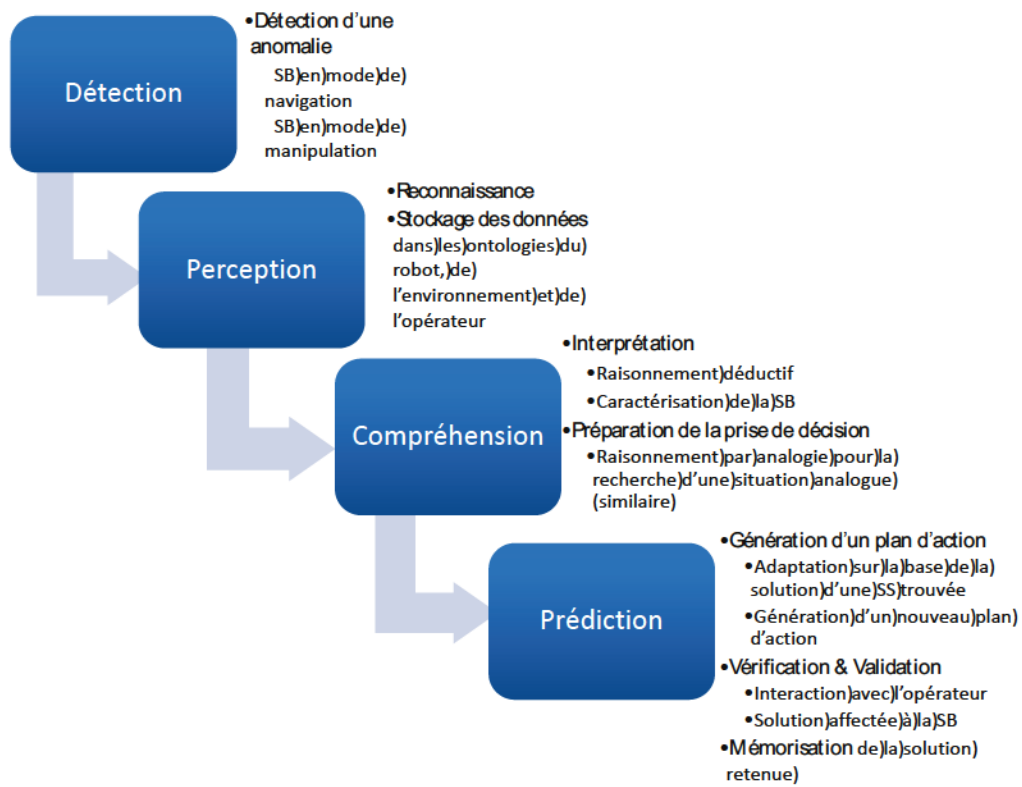 Détection
•Détection d'une
anomalie
SB)en)mode)de)
navigation
SB)en)mode)de)
manipulation
Perception
•Reconnaissance
•Stockage des données
dans)les)ontologies)du)
robot,)de)
l'environnement)et)de)
l'opérateur
Compréhension
•Interprétation
•Raisonnement)déductif
•Caractérisation)de)la)SB
•Préparation de la prise de décision
•Raisonnement)par)analogie)pour)la)
recherche)d'une)situation)analogue)
(similaire)
Prédiction
•Génération d'un plan d'action
•Adaptation)sur)la)base)de)la)
solution)d'une)SS)trouvée
•Génération)d'un)nouveau)plan)
d'action
•Vérification & Validation
•Interaction)avec)l'opérateur
•Solution)affectée)à)la)SB
•Mémorisation de)la)solution)
retenue)